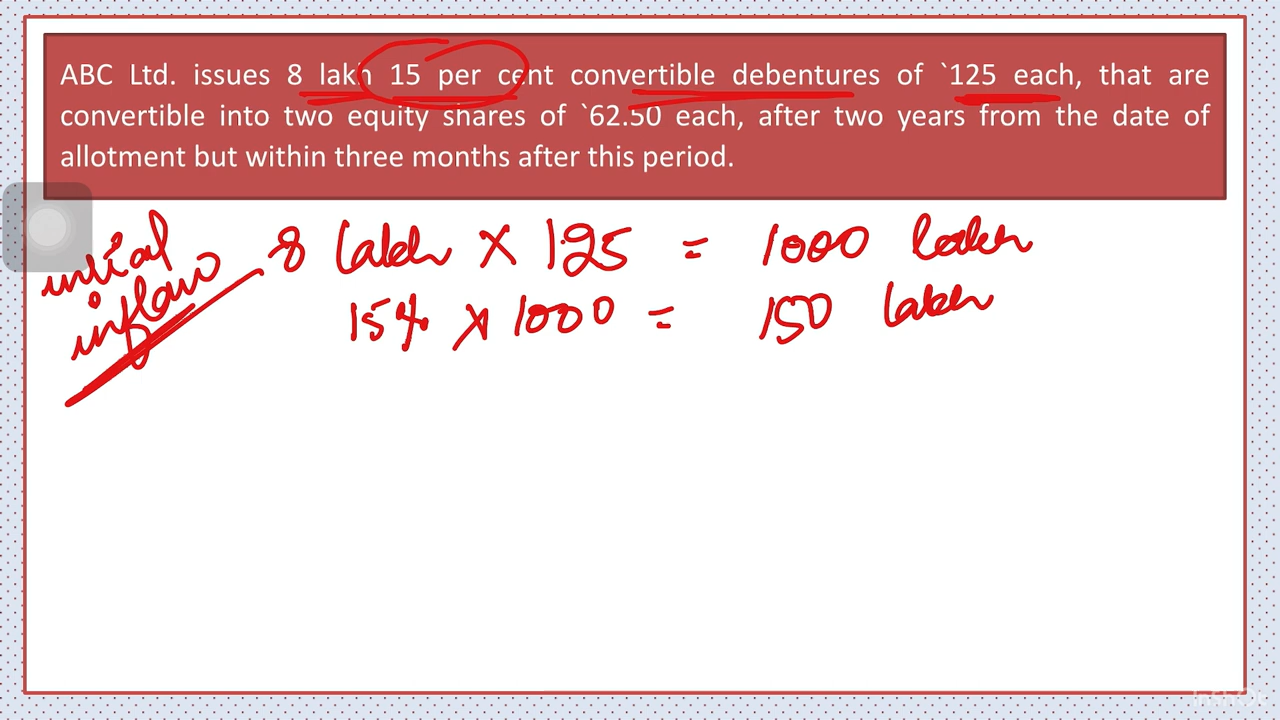 ABC Ltd. issues 8 lakh 15 per cent convertible debentures of `125 each, that are
convertible into two equity shares of `62.50 each, after two years from the date of
allotment but within three months after this period.
initial
inflow
8 lakh X 125 = 1000 lakh
15% X 1000 = 150 lakh